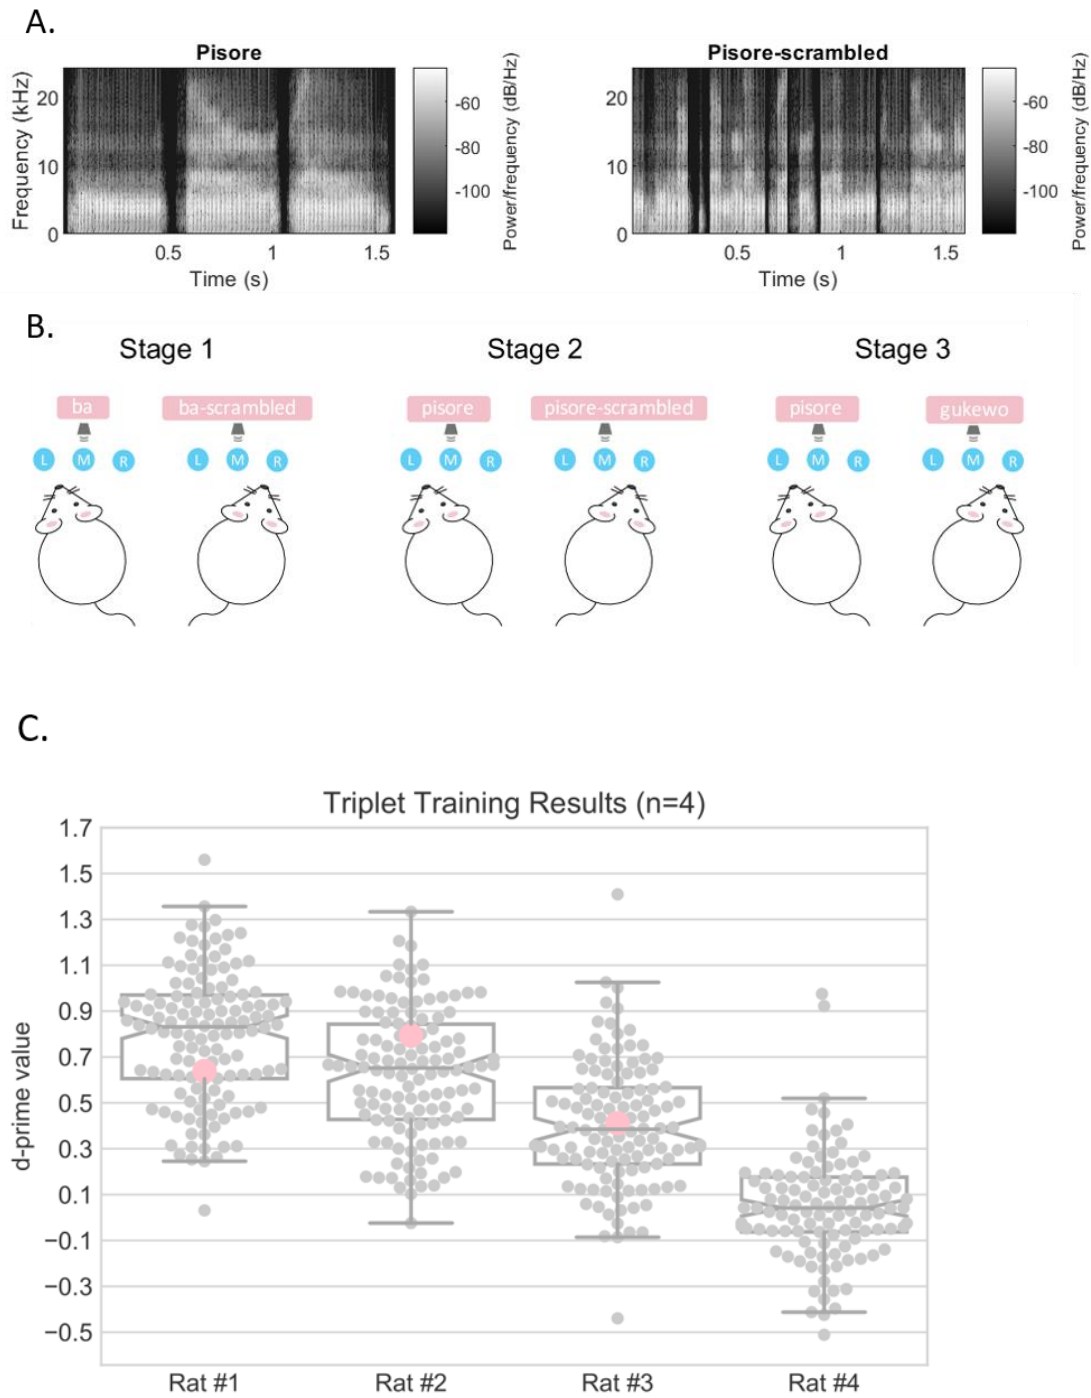 A.
Pisore
Pisore-scrambled
Frequency (kHz)
20
10
0
0.5 1 1.5
Time (s)
-60
-80
-100
Power/frequency (dB/Hz)
20
10
0
0.5 1 1.5
Time (s)
-60
-80
-100
Power/frequency (dB/Hz)
B.
Stage 1 Stage 2 Stage 3
ba ba-scrambled pisore pisore-scrambled pisore gukewo
L M R L M R L M R L M R L M R L M R
C.
Triplet Training Results (n=4)
d-prime value
1.7
1.5
1.3
1.1
0.9
0.7
0.5
0.3
0.1
−0.1
−0.3
−0.5
Rat #1 Rat #2 Rat #3 Rat #4